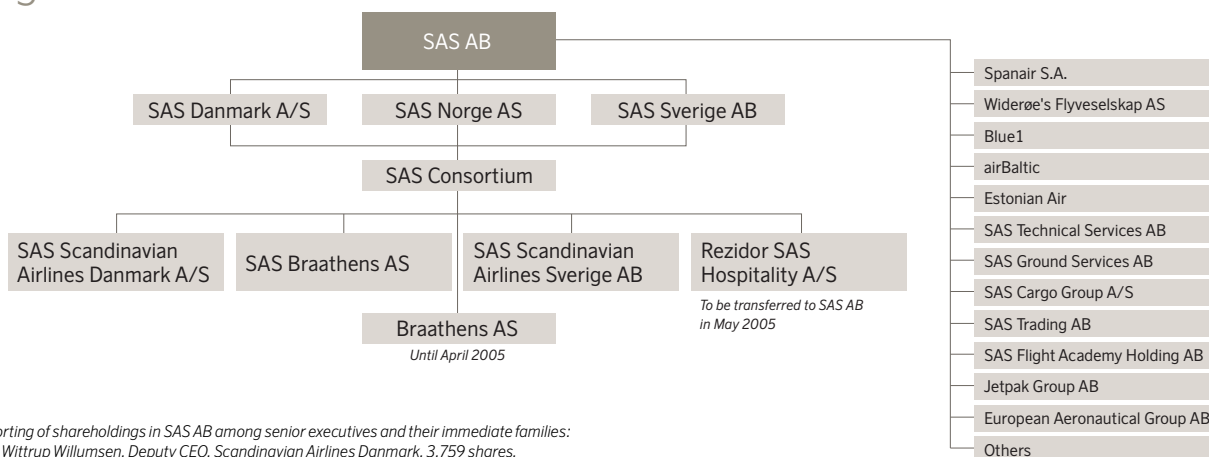 SAS AB
SAS Danmark A/S
SAS Norge AS
SAS Sverige AB
SAS Consortium
SAS Scandinavian
Airlines Danmark A/S
SAS Braathens AS
SAS Scandinavian
Airlines Sverige AB
Rezidor SAS
Hospitality A/S
To be transferred to SAS AB
in May 2005
Braathens AS
Until April 2005
Spanair S.A.
Widerøe's Flyveselskap AS
Blue1
airBaltic
Estonian Air
SAS Technical Services AB
SAS Ground Services AB
SAS Cargo Group A/S
SAS Trading AB
SAS Flight Academy Holding AB
Jetpak Group AB
European Aeronautical Group AB
Others
of shareholdings in SAS AB among senior executives and their immediate families:
Wittrup Willumsen, Deputy CEO, Scandinavian Airlines Danmark, 3,759 shares.